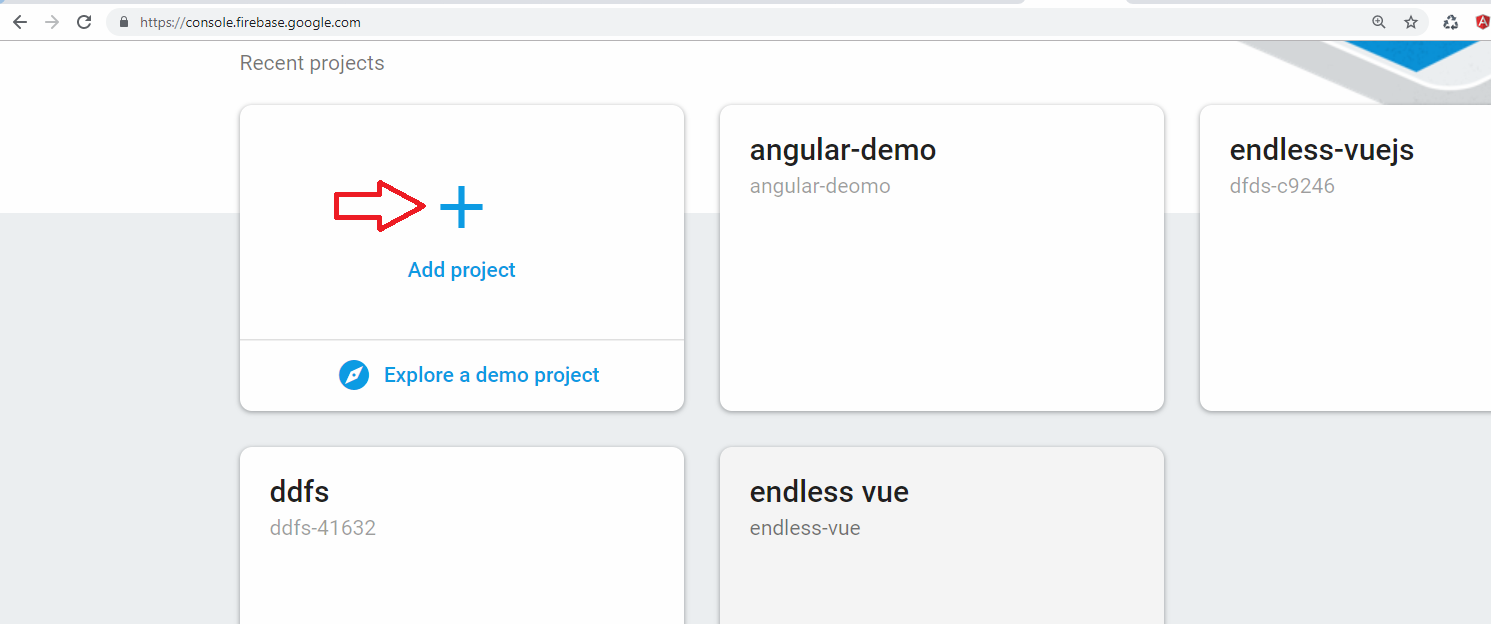 https://console.firebase.google.com
Recent projects
Add project
Explore a demo project
angular-demo
angular-deomo
endless-vuejs
dfds-c9246
ddfs
ddfs-41632
endless vue
endless-vue